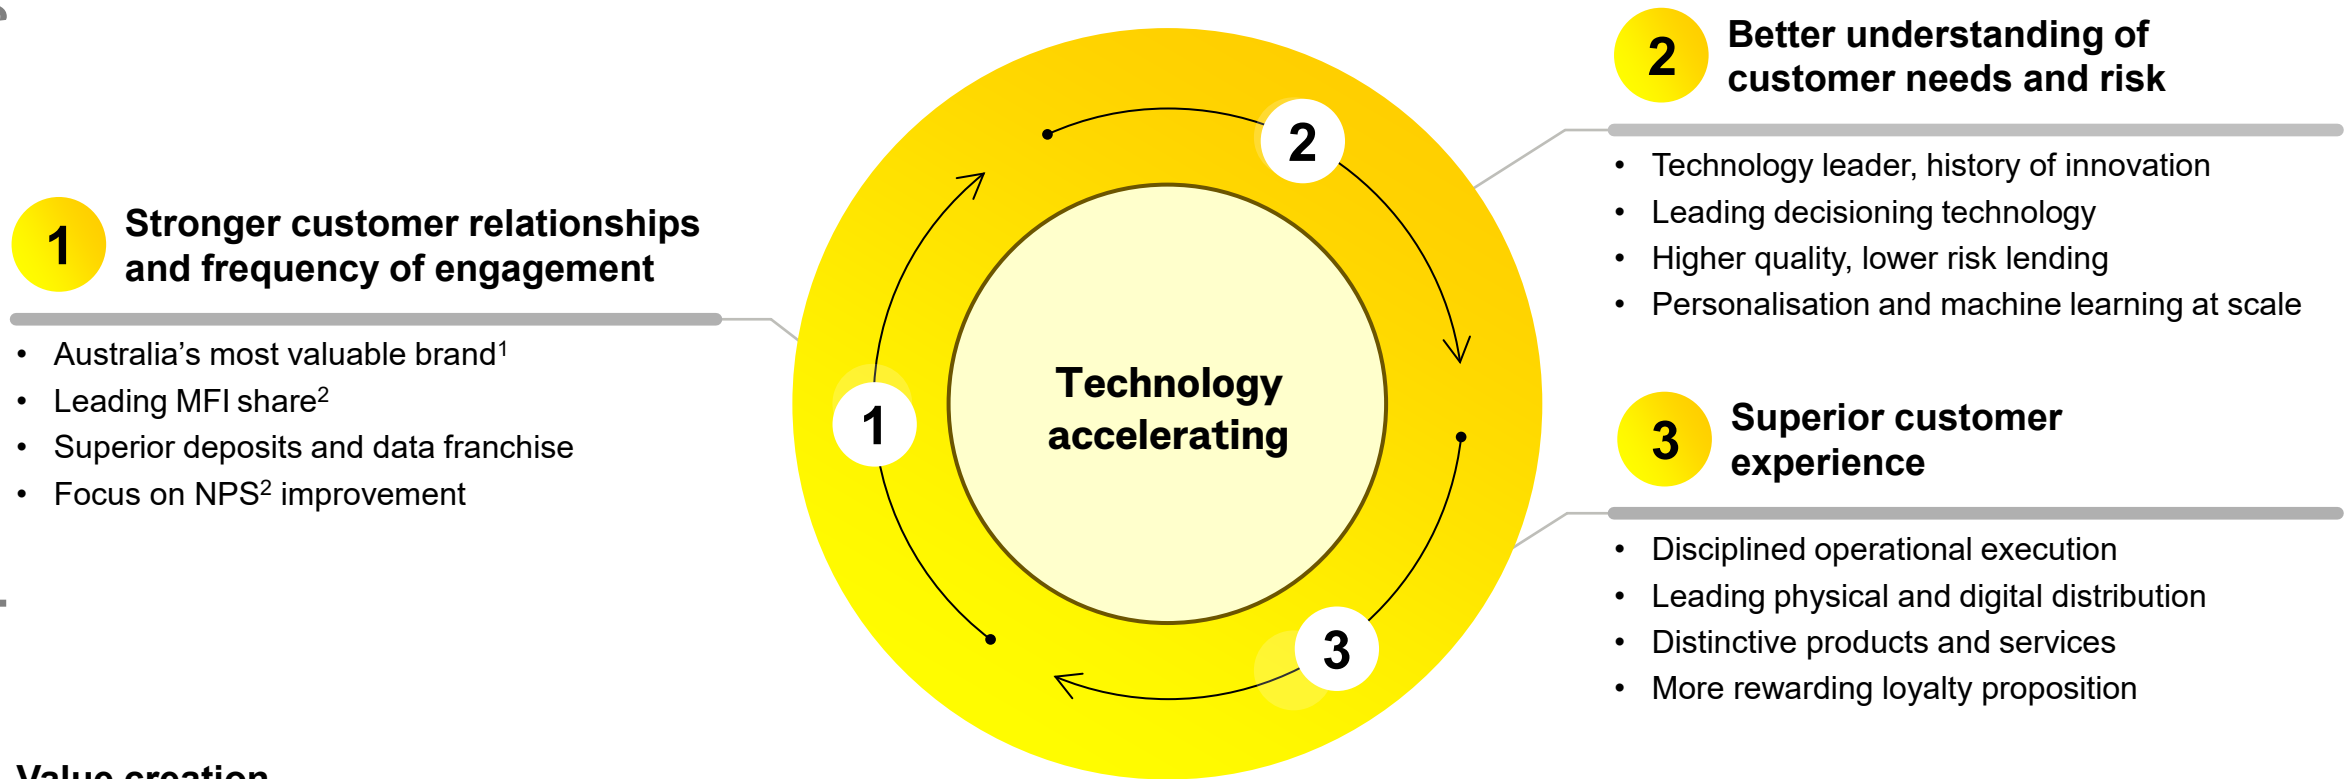 1
Stronger customer relationships
and frequency of engagement
• Australia’s most valuable brand¹
• Leading MFI share²
• Superior deposits and data franchise
• Focus on NPS² improvement
Technology
accelerating
1
2
3
2
Better understanding of
customer needs and risk
• Technology leader, history of innovation
• Leading decisioning technology
• Higher quality, lower risk lending
• Personalisation and machine learning at scale
3
Superior customer
experience
• Disciplined operational execution
• Leading physical and digital distribution
• Distinctive products and services
• More rewarding loyalty proposition
Value creation